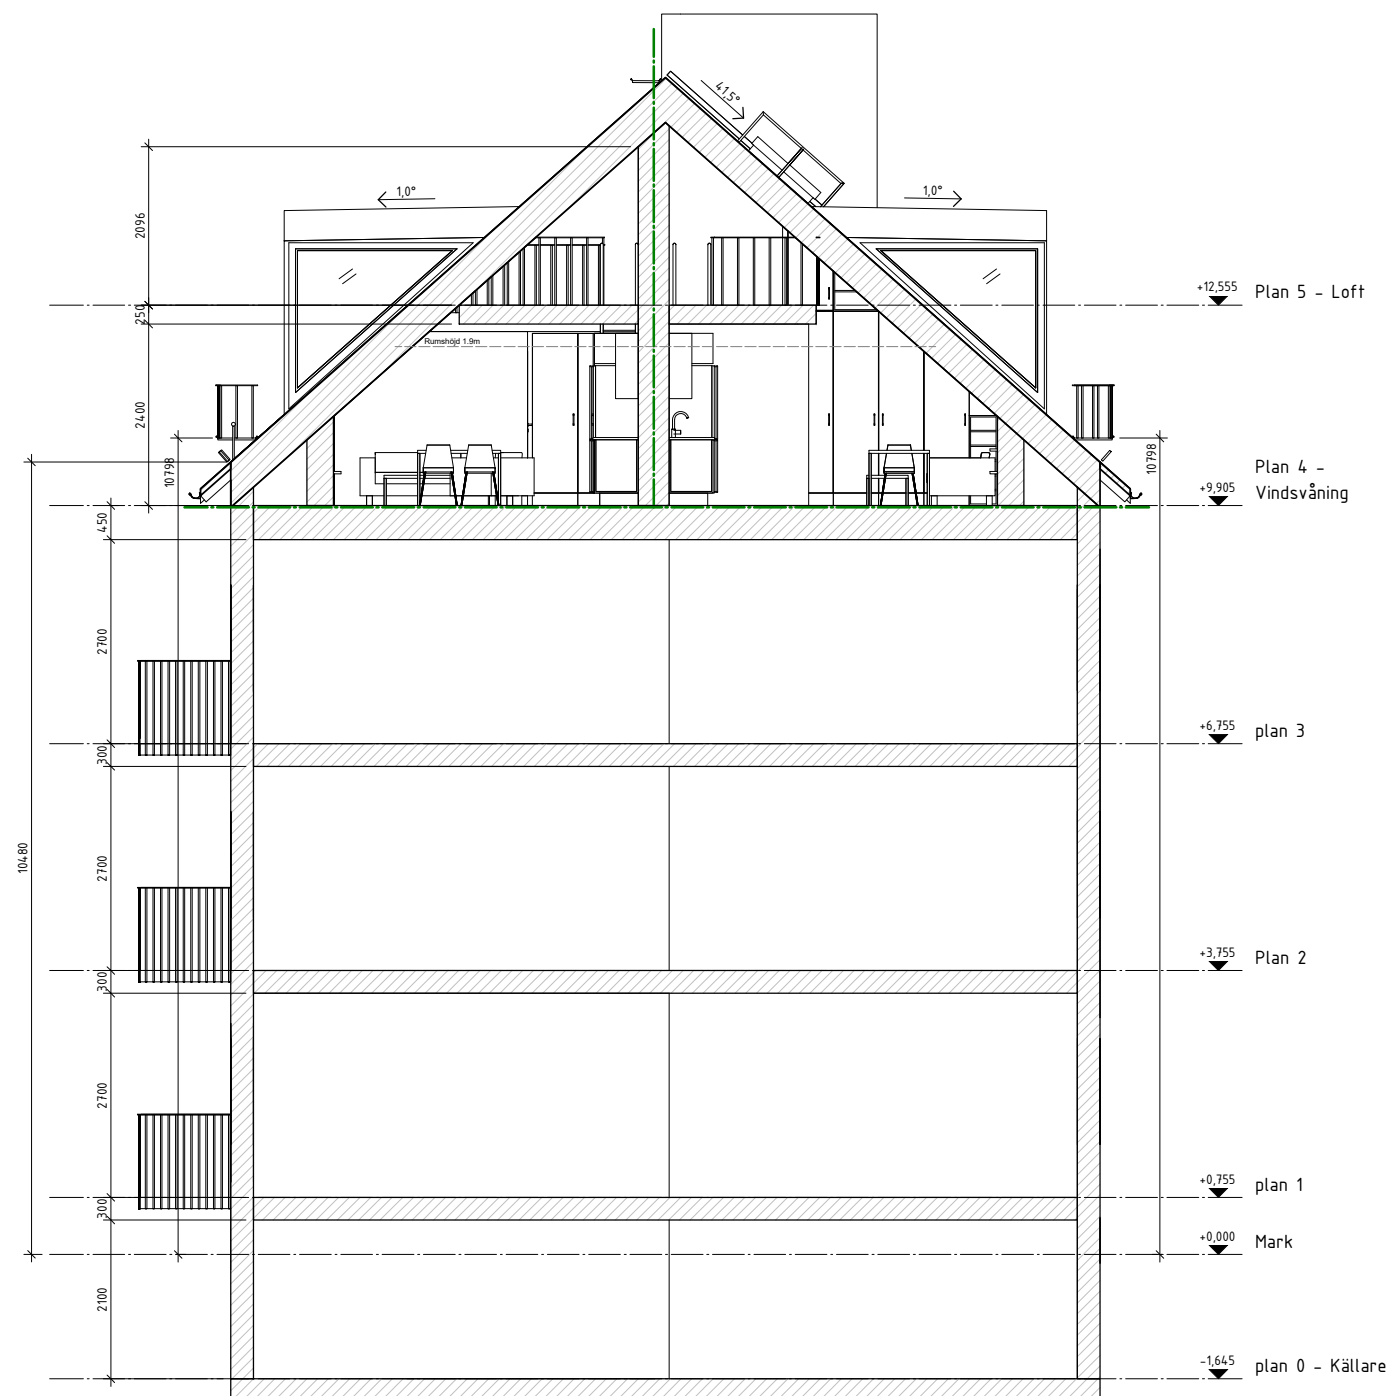 41,5°
1,0°
1,0°
2096
250
+12,555
Plan 5 - Loft
Rumshöjd 1.9m
2400
10798
10798
Plan 4 -
+9,905
Vindsvåning
450
2700
+6,755
plan 3
300
10480
2700
+3,755
Plan 2
300
2700
+0,755
plan 1
300
+0,000
Mark
2100
-1,645
plan 0 - Källare